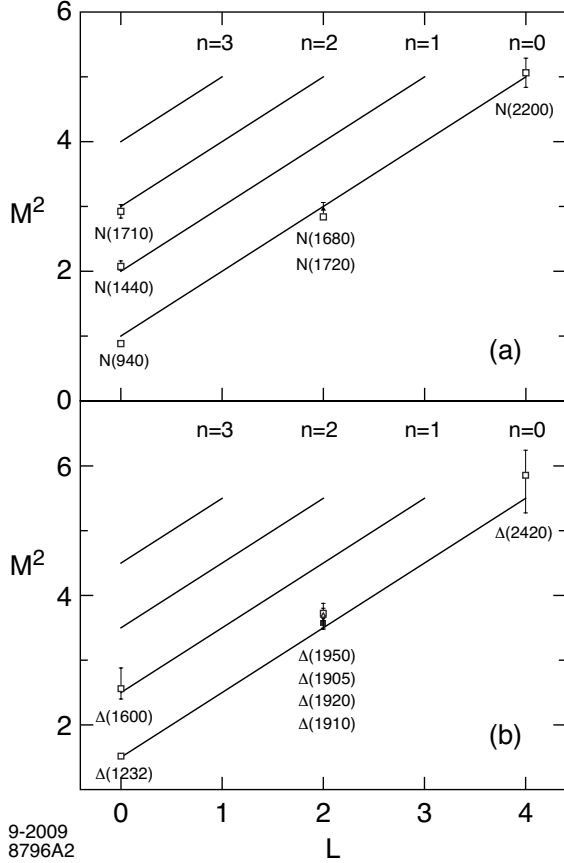 6
n=3 n=2 n=1 n=0
N(2200)
4
M²
N(1710)
N(1680)
N(1720)
2
N(1440)
N(940)
(a)
0
n=3 n=2 n=1 n=0
6
Δ(2420)
M²
4
Δ(1950)
Δ(1905)
Δ(1920)
Δ(1910)
Δ(1600)
2
(b)
Δ(1232)
0 1 2 3 4
9-2009
8796A2
L